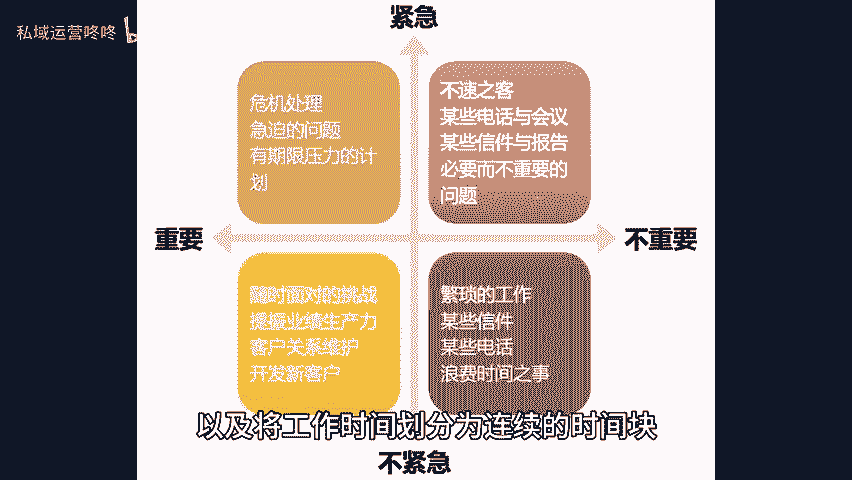 私域运营咚咚
紧急
危机处理
急迫的问题
有期限压力的计
划
不速之客
某些电话与会议
某些信件与报告
必要而不重要的
问题
重要
不重要
随时面对的挑战
提报业绩生产力
客户关系维护
开发新客户
繁琐的工作
某些信件
某些电话
浪费时间之事
以及将工作时间划分为连续的时间块
不紧急